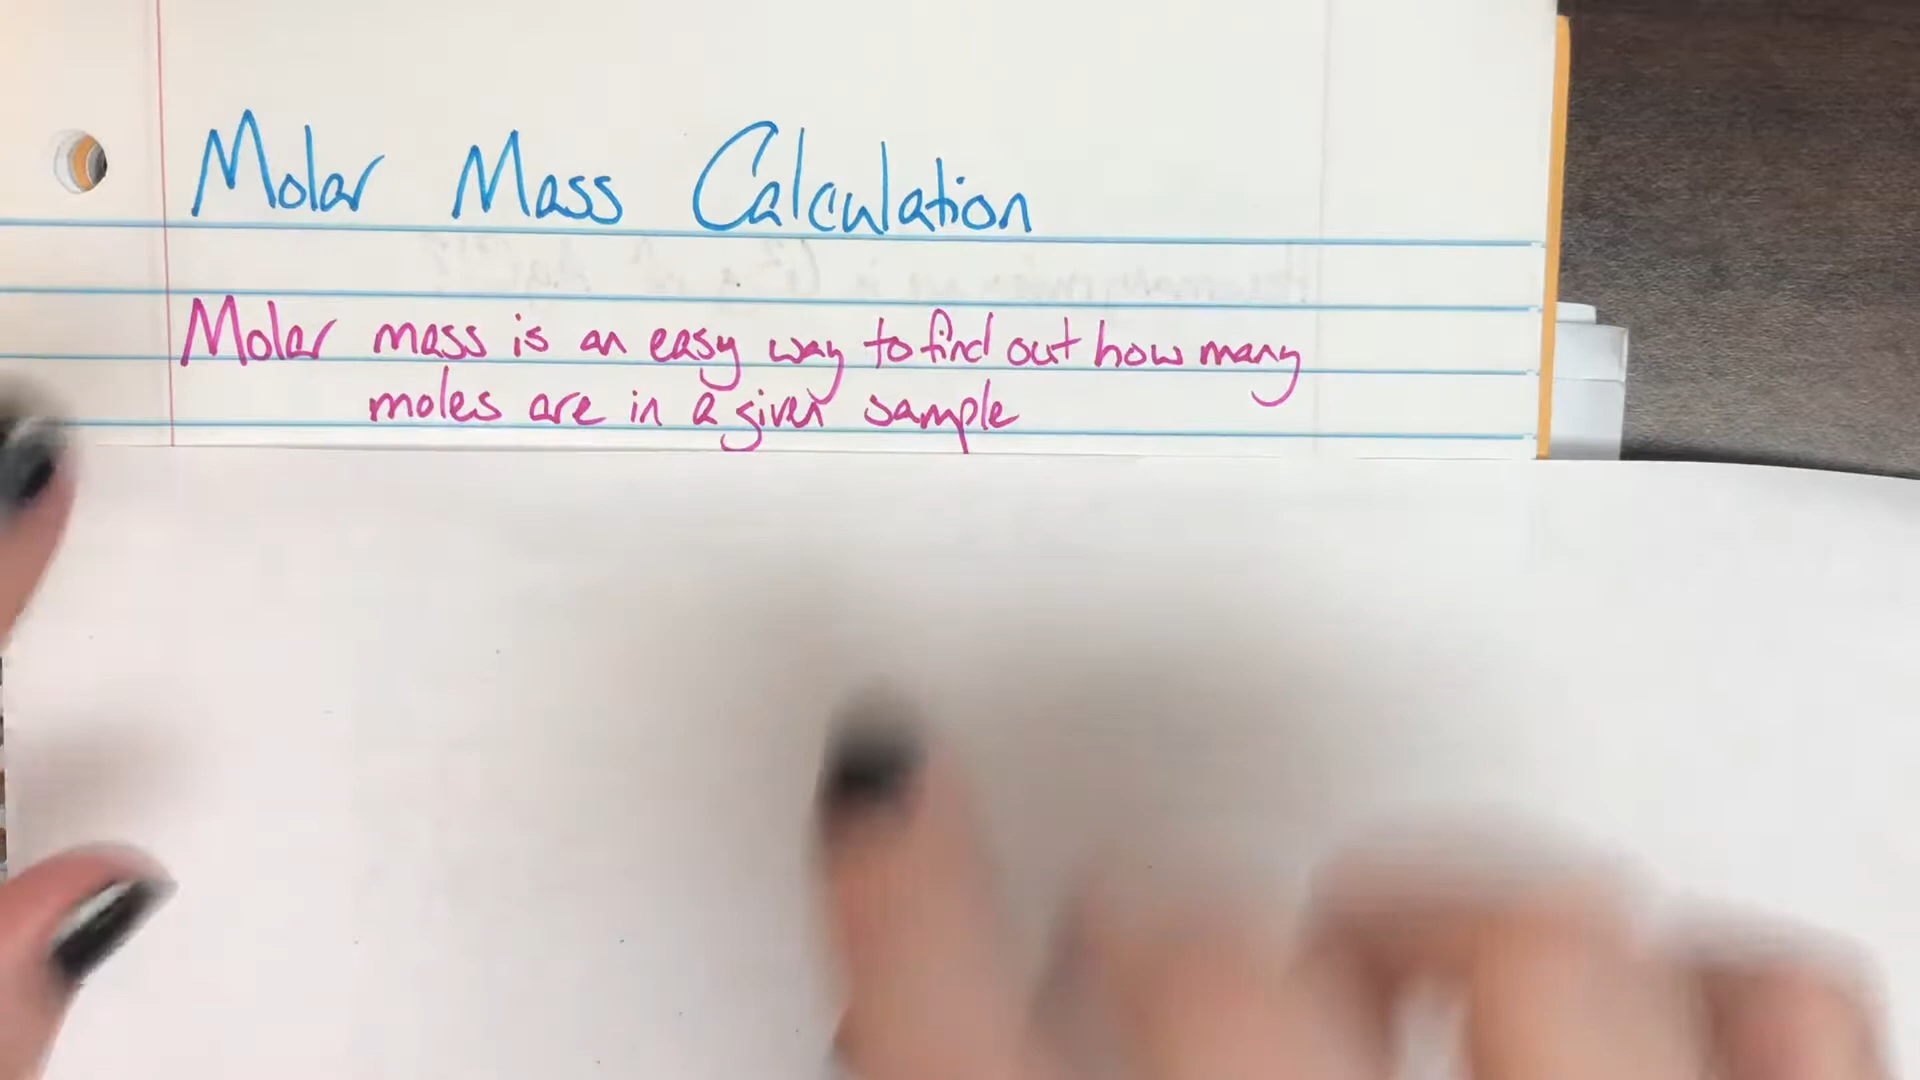 Molar Mass Calculation
Molar mass is an easy way to find out how many
moles are in a given sample